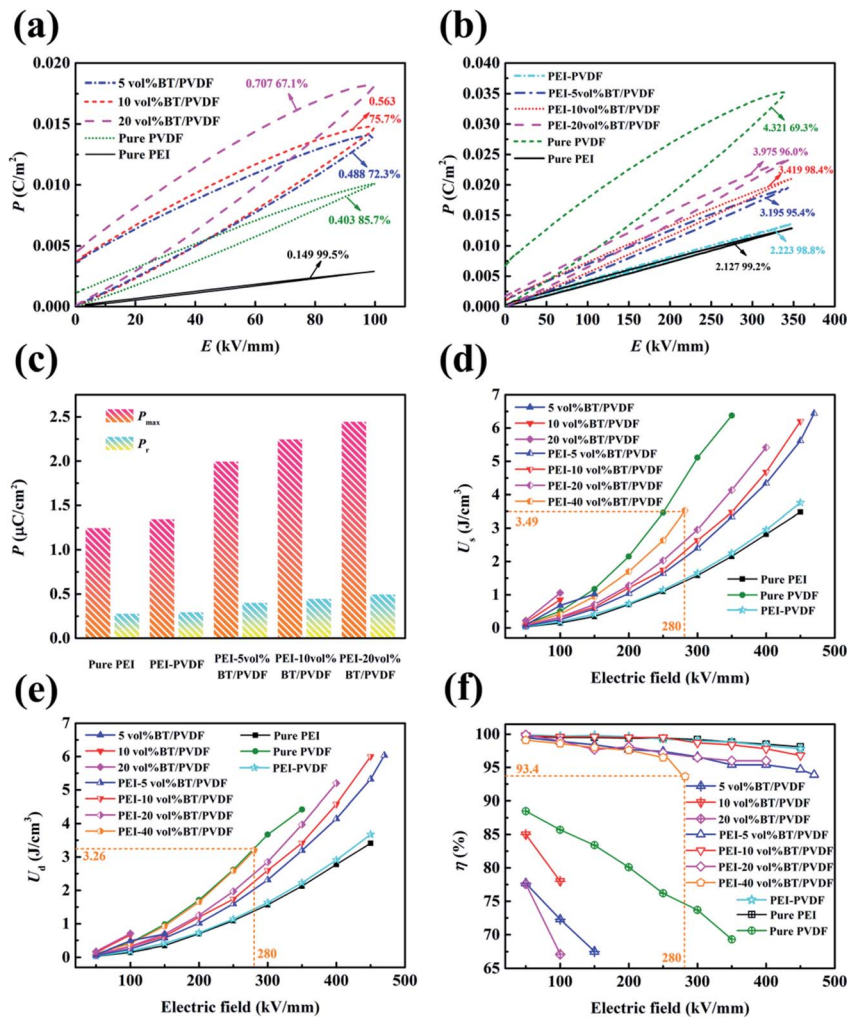 (a)
0.020
0.015
0.010
0.005
0.000
P (C/m²)
0 20 40 60 80 100
E (kV/mm)
5 vol%BT/PVDF
10 vol%BT/PVDF
20 vol%BT/PVDF
Pure PVDF
Pure PEI
0.707 67.1%
0.563
75.7%
0.488 72.3%
0.403 85.7%
0.149 99.5%
(b)
0.040
0.035
0.030
0.025
0.020
0.015
0.010
0.005
0.000
P (C/m²)
0 50 100 150 200 250 300 350 400
E (kV/mm)
PEI-PVDF
PEI-5vol%BT/PVDF
PEI-10vol%BT/PVDF
PEI-20vol%BT/PVDF
Pure PVDF
Pure PEI
4.321 69.3%
3.975 96.0%
3.419 98.4%
3.195 95.4%
2.223 98.8%
2.127 99.2%
(c)
2.5
2.0
1.5
1.0
0.5
0.0
P (μC/cm²)
Pmax
Pr
Pure PEI PEI-PVDF PEI-5vol% PEI-10vol% PEI-20vol%
BT/PVDF BT/PVDF BT/PVDF
(d)
7
6
5
4
3
2
1
0
Us (J/cm³)
5 vol%BT/PVDF
10 vol%BT/PVDF
20 vol%BT/PVDF
PEI-5 vol%BT/PVDF
PEI-10 vol%BT/PVDF
PEI-20 vol%BT/PVDF
PEI-40 vol%BT/PVDF
3.49
Pure PEI
Pure PVDF
PEI-PVDF
280
0 100 200 300 400 500
Electric field (kV/mm)
(e)
7
6
5
4
3
2
1
0
Ud (J/cm³)
5 vol%BT/PVDF
10 vol%BT/PVDF
20 vol%BT/PVDF
PEI-5 vol%BT/PVDF
PEI-10 vol%BT/PVDF
PEI-20 vol%BT/PVDF
PEI-40 vol%BT/PVDF
Pure PEI
Pure PVDF
PEI-PVDF
3.26
280
0 100 200 300 400 500
Electric field (kV/mm)
(f)
100
95
90
85
80
75
70
65
η (%)
93.4
5 vol%BT/PVDF
10 vol%BT/PVDF
20 vol%BT/PVDF
PEI-5 vol%BT/PVDF
PEI-10 vol%BT/PVDF
PEI-20 vol%BT/PVDF
PEI-40 vol%BT/PVDF
PEI-PVDF
Pure PEI
Pure PVDF
280
0 100 200 300 400 500
Electric field (kV/mm)